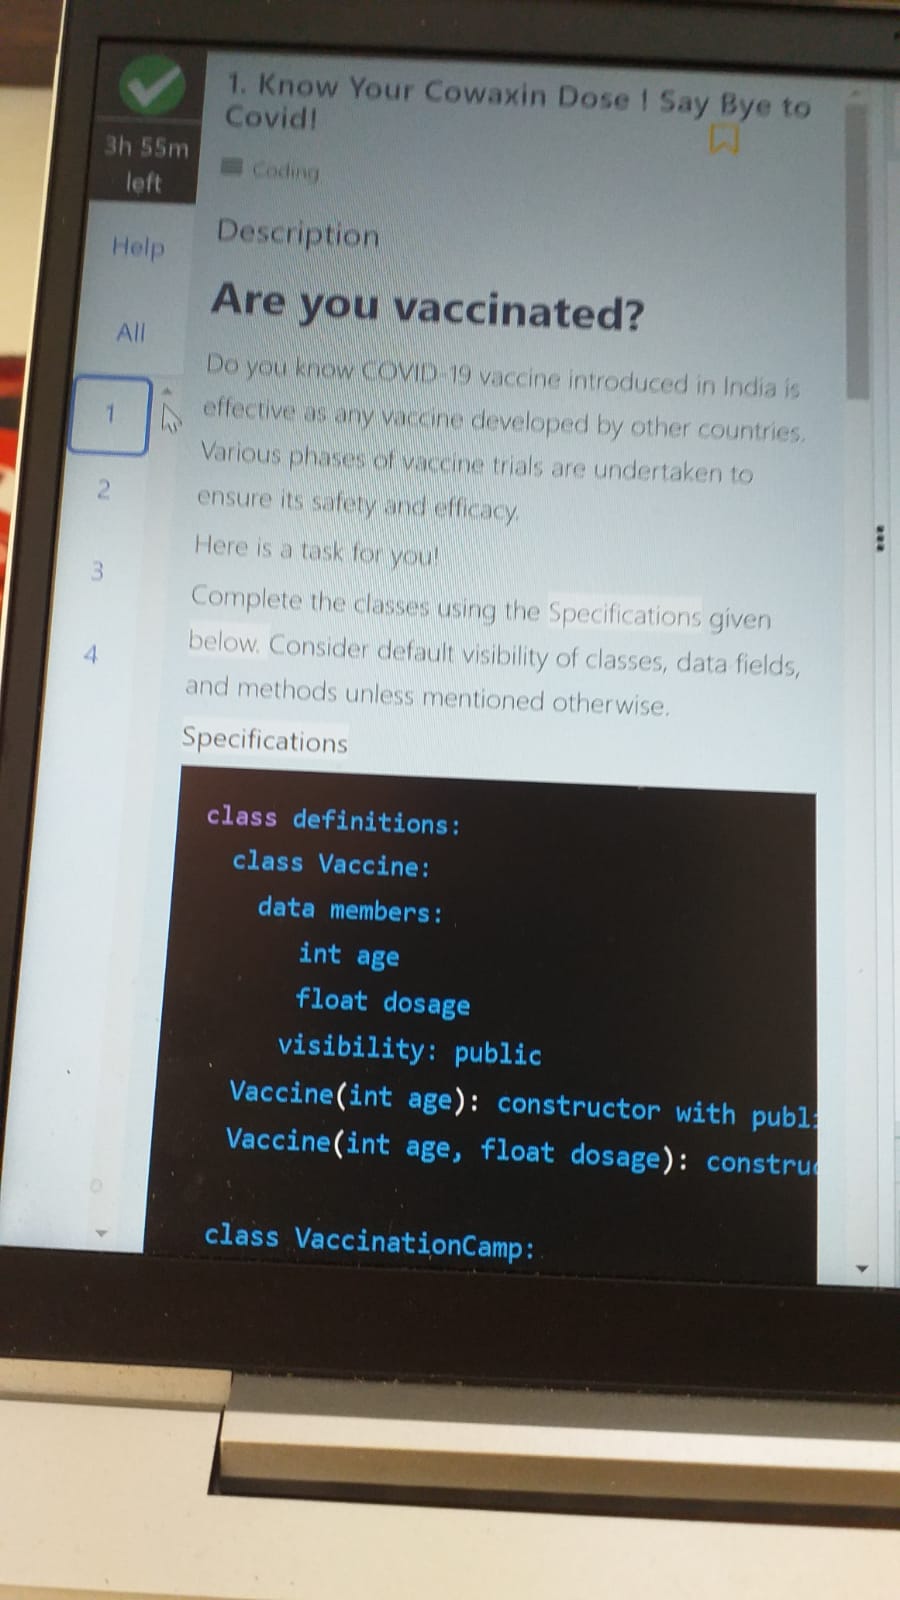 1. Know Your Cowaxin Dose ! Say Bye to
Covid!
Coding
3h 55m
left
Help
All
1
2
3
4
Description
Are you vaccinated?
Do you know COVID-19 vaccine introduced in India is
effective as any vaccine developed by other countries.
Various phases of vaccine trials are undertaken to
ensure its safety and efficacy.
Here is a task for you!
Complete the classes using the Specifications given
below. Consider default visibility of classes, data fields,
and methods unless mentioned otherwise.
Specifications
class definitions:
class Vaccine:
data members:
int age
float dosage
visibility: public
Vaccine(int age): constructor with publ
Vaccine(int age, float dosage): construc
class VaccinationCamp: